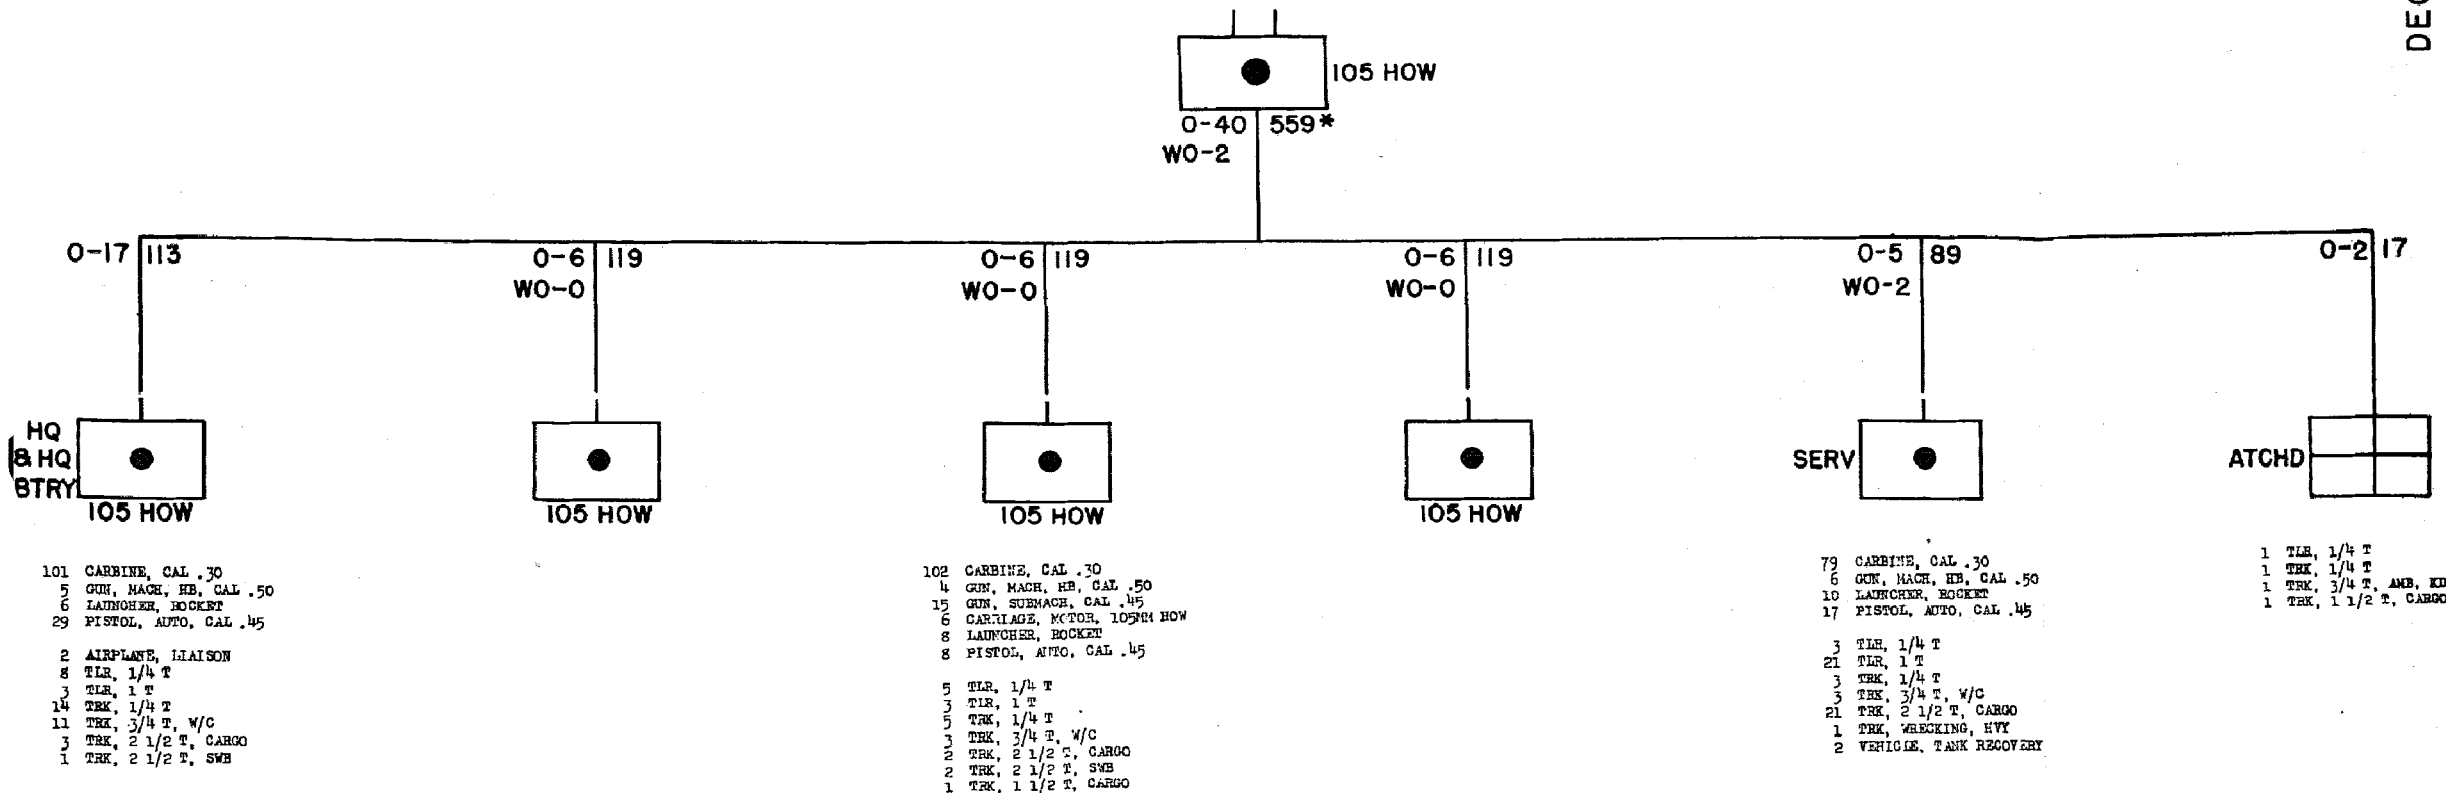 DEC
105 HOW
0-40 559*
WO-2
0-17 113
0-6 119
WO-0
0-6 119
WO-0
0-6 119
WO-0
0-5 89
WO-2
0-2 17
HQ
& HQ
BTRY
105 HOW
105 HOW
105 HOW
105 HOW
SERV
ATCHD
101 CARBINE, CAL .30
5 GUN, MACH, HB, CAL .50
6 LAUNCHER, ROCKET
29 PISTOL, AUTO, CAL .45
2 AIRPLANE, LIAISON
8 TLR, 1/4 T
3 TLR, 1 T
14 TRK, 1/4 T
11 TRK, 3/4 T, W/C
3 TRK, 2 1/2 T, CARGO
1 TRK, 2 1/2 T, SWB
102 CARBINE, CAL .30
4 GUN, MACH, HB, CAL .50
15 GUN, SUBMACH, CAL .45
6 CARRIAGE, MOTOR, 105MM HOW
8 LAUNCHER, ROCKET
8 PISTOL, AUTO, CAL .45
5 TLR, 1/4 T
3 TLR, 1 T
5 TRK, 1/4 T
3 TRK, 3/4 T, W/C
2 TRK, 2 1/2 T, CARGO
2 TRK, 2 1/2 T, SWB
1 TRK, 1 1/2 T, CARGO
79 CARBINE, CAL .30
6 GUN, MACH, HB, CAL .50
10 LAUNCHER, ROCKET
17 PISTOL, AUTO, CAL .45
3 TLR, 1/4 T
21 TLR, 1 T
3 TRK, 1/4 T
3 TRK, 3/4 T, W/C
21 TRK, 2 1/2 T, CARGO
1 TRK, WRECKING, HVY
2 VEHICLE, TANK RECOVERY
1 TLR, 1/4 T
1 TRK, 1/4 T
1 TRK, 3/4 T, AMB, KD
1 TRK, 1 1/2 T, CARGO